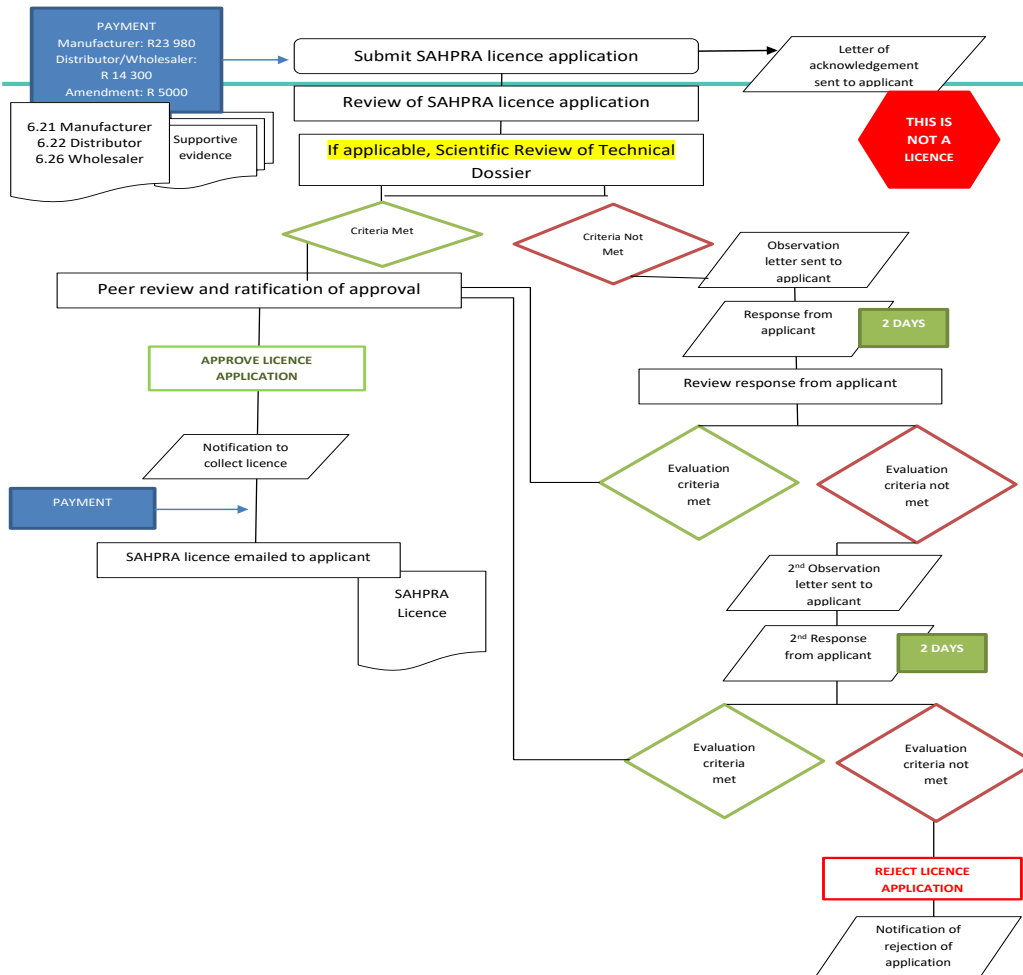 PAYMENT
Manufacturer: R23 980
Distributor/Wholesaler:
R 14 300
Amendment: R 5000
Submit SAHPRA licence application
Letter of
acknowledgement
sent to applicant
Review of SAHPRA licence application
6.21 Manufacturer
6.22 Distributor
6.26 Wholesaler
Supportive
evidence
THIS IS
NOT A
LICENCE
If applicable, Scientific Review of Technical
Dossier
Criteria Met
Criteria Not
Met
Observation
letter sent to
applicant
Peer review and ratification of approval
Response from
applicant
2 DAYS
APPROVE LICENCE
APPLICATION
Review response from applicant
Notification to
collect licence
Evaluation
criteria
met
Evaluation
criteria not
met
PAYMENT
SAHPRA licence emailed to applicant
SAHPRA
Licence
2nd Observation
letter sent to
applicant
2nd Response
from applicant
2 DAYS
Evaluation
criteria
met
Evaluation
criteria not
met
REJECT LICENCE
APPLICATION
Notification of
rejection of
application